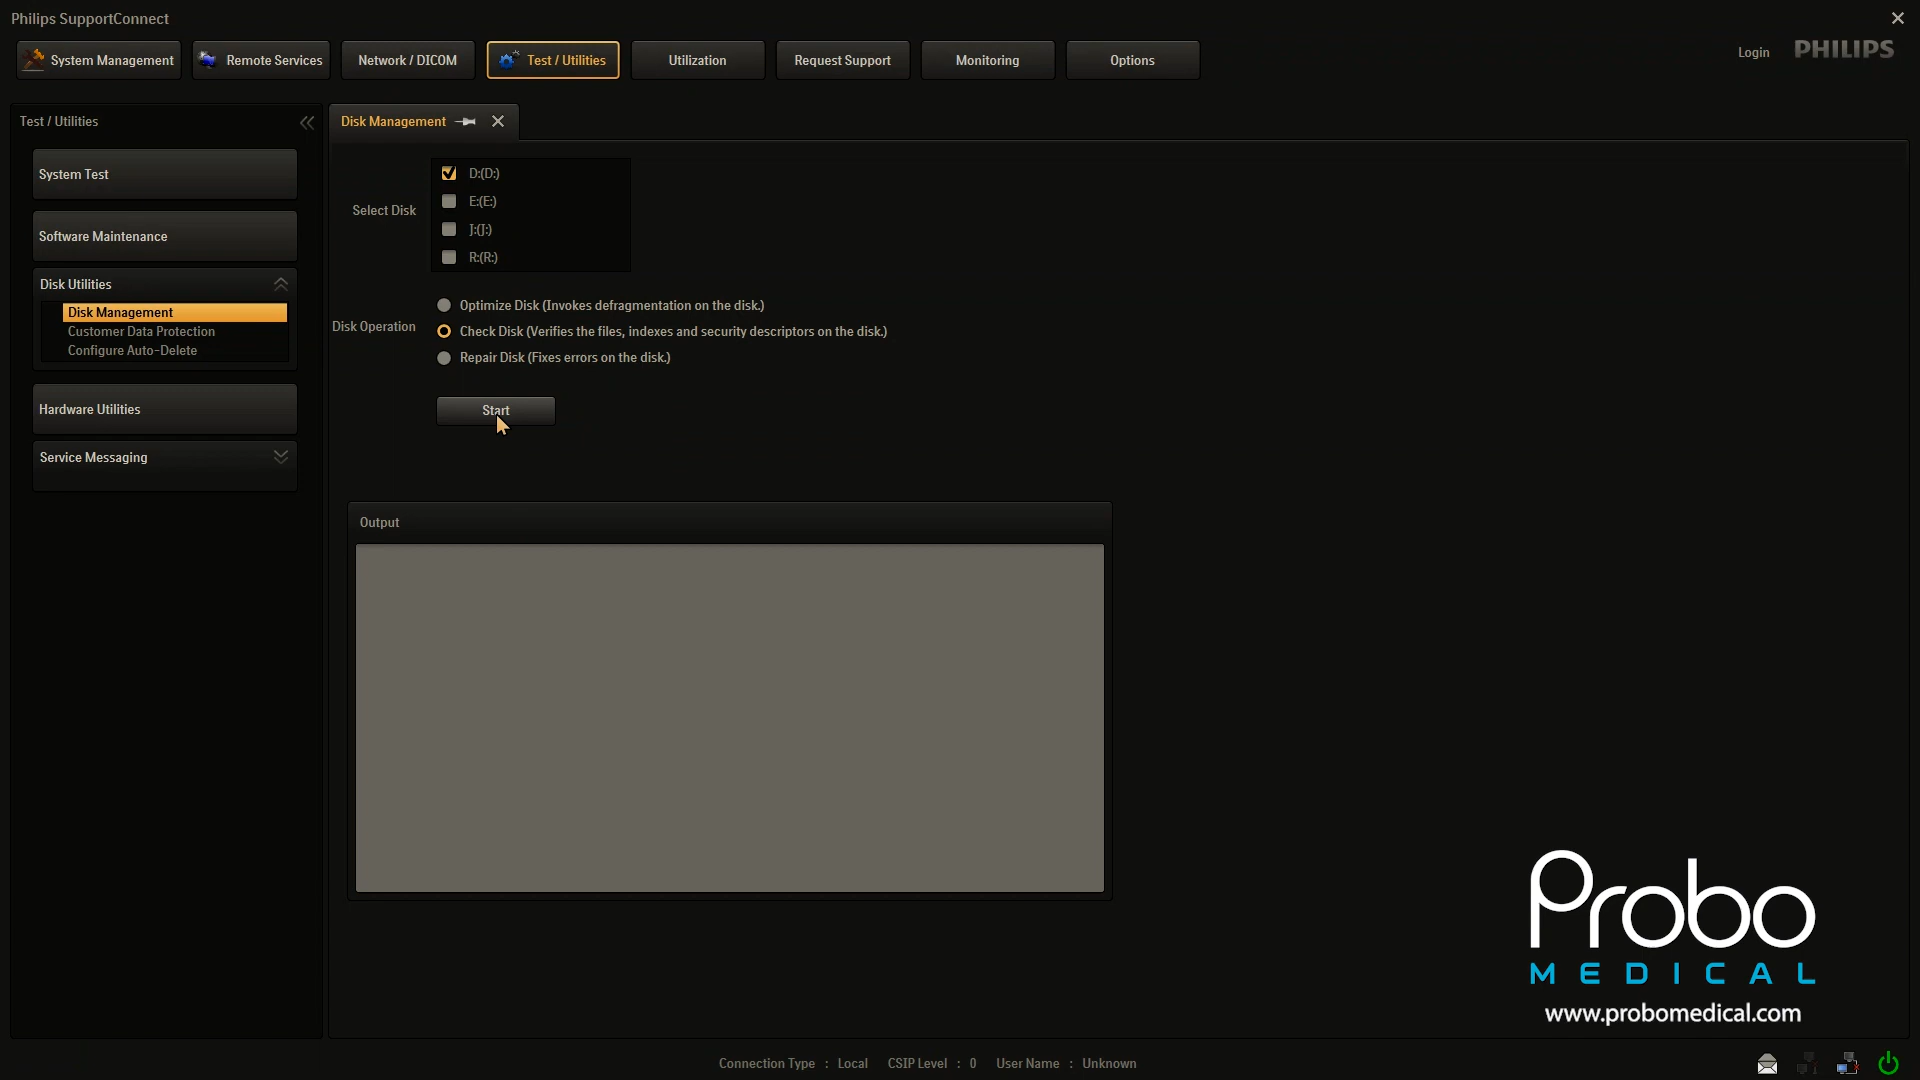 Philips SupportConnect
System Management
Remote Services
Network / DICOM
Test / Utilities
Utilization
Request Support
Monitoring
Options
Login
PHILIPS
Test / Utilities
System Test
Software Maintenance
Disk Utilities
Disk Management
Customer Data Protection
Configure Auto-Delete
Hardware Utilities
Service Messaging
Disk Management
Select Disk
D:(D:)
E:(E:)
J:(J:)
R:(R:)
Disk Operation
Optimize Disk (Invokes defragmentation on the disk.)
Check Disk (Verifies the files, indexes and security descriptors on the disk.)
Repair Disk (Fixes errors on the disk.)
Start
Output
Probo
MEDICAL
www.probomedical.com
Connection Type : Local CSIP Level : 0 User Name : Unknown